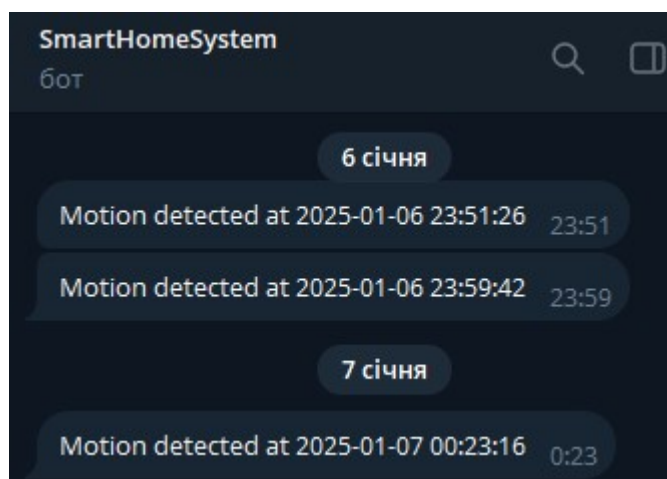 SmartHomeSystem
бот
6 січня
Motion detected at 2025-01-06 23:51:26 23:51
Motion detected at 2025-01-06 23:59:42 23:59
7 січня
Motion detected at 2025-01-07 00:23:16 0:23